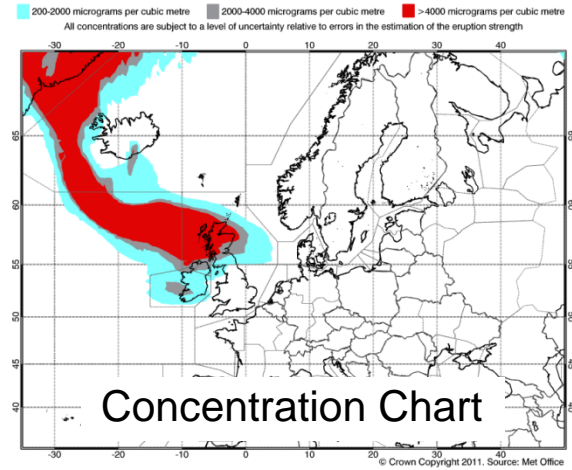 200-2000 micrograms per cubic metre 2000-4000 micrograms per cubic metre >4000 micrograms per cubic metre
All concentrations are subject to a level of uncertainty relative to errors in the estimation of the eruption strength
-30 -20 -10 0 10 20 30 40 50
65
60
55
50
45
40
Concentration Chart
-30 -20 -10 0 10 20 30 40 50
© Crown Copyright 2011. Source: Met Office